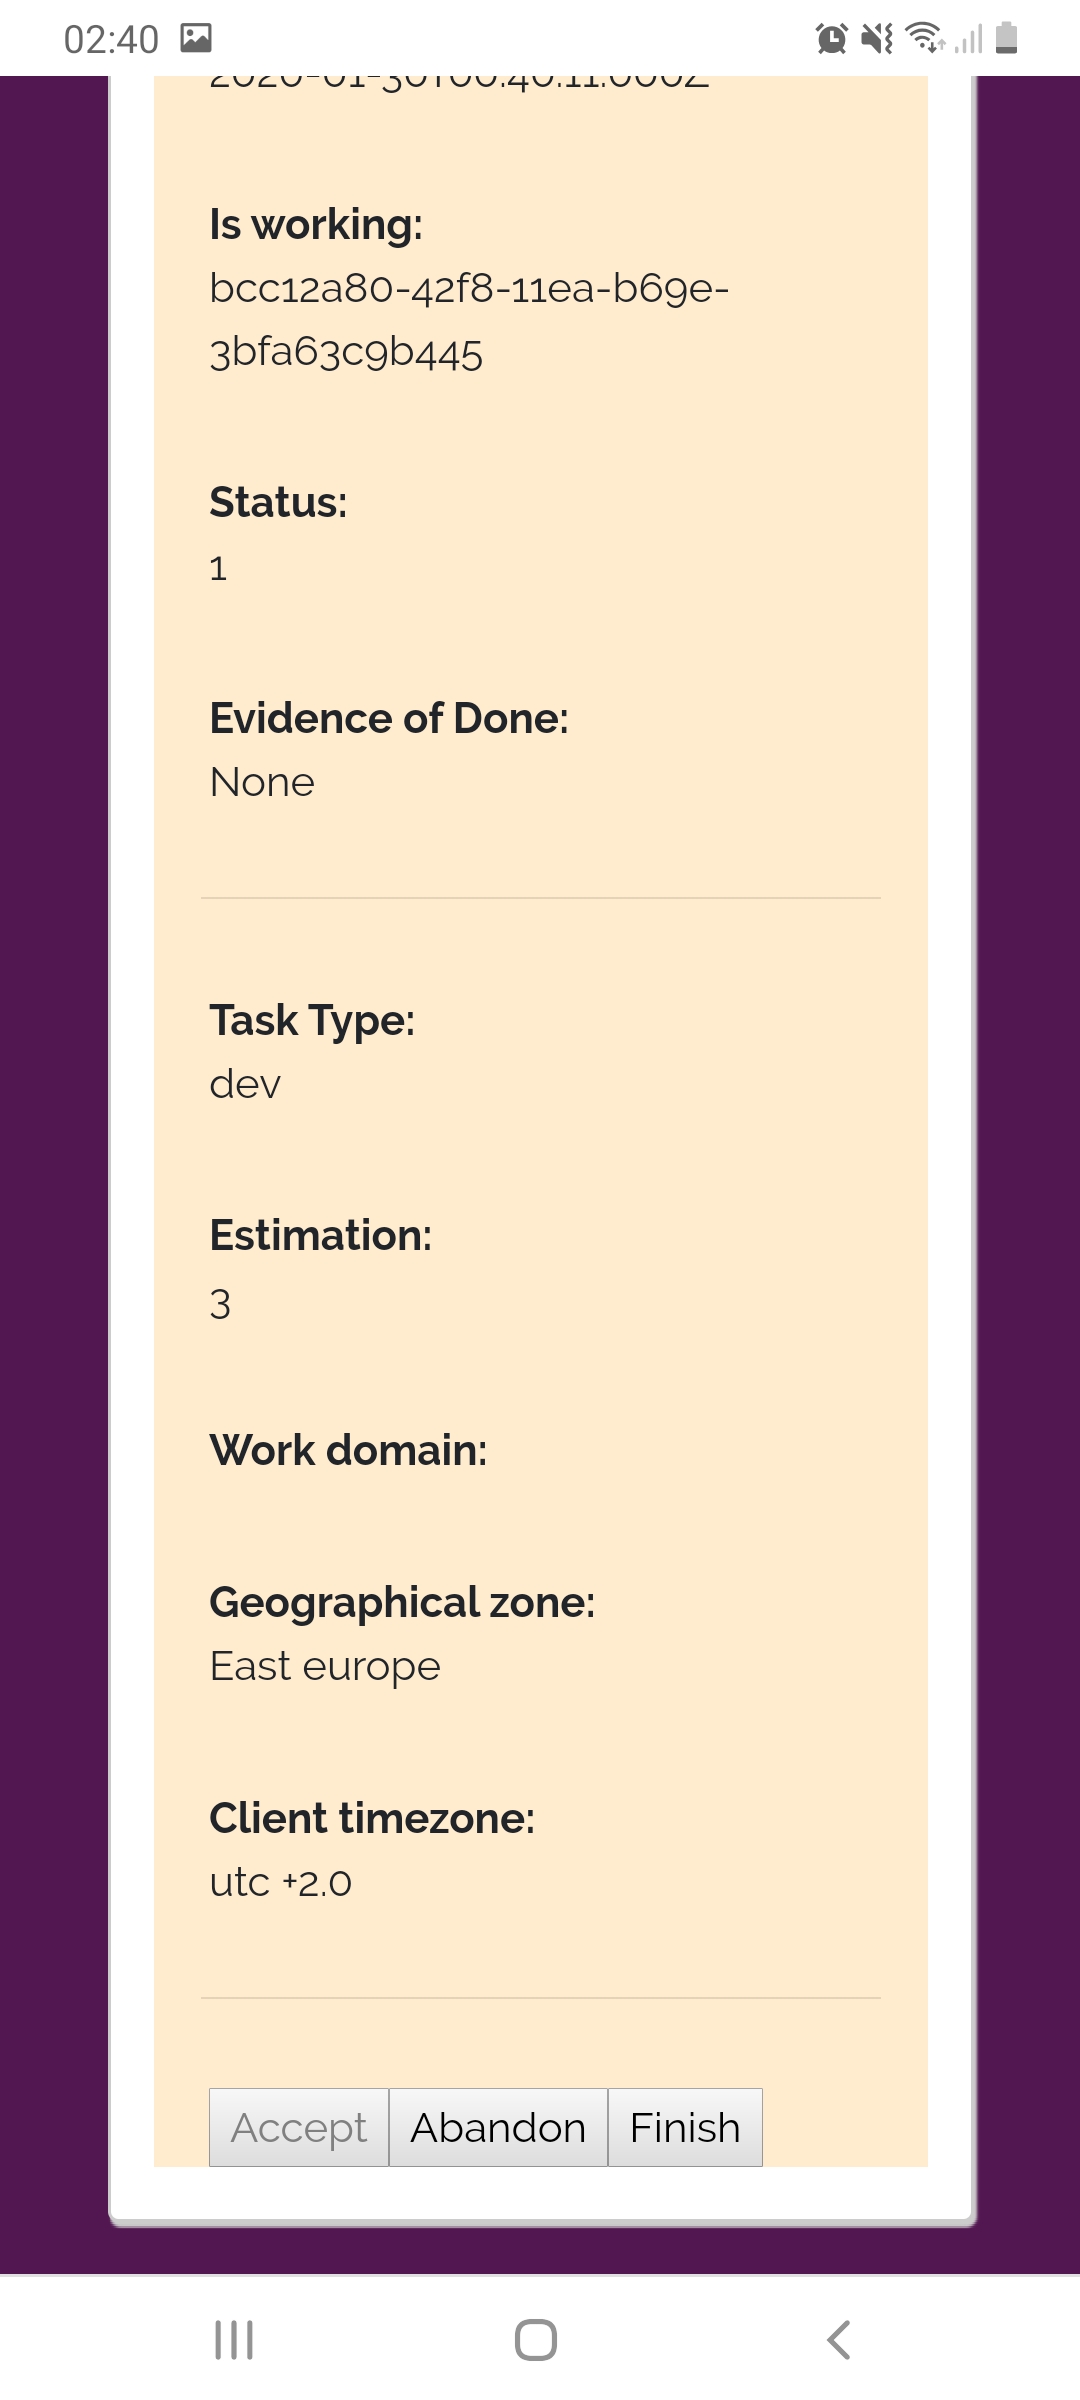 02:40
Is working:
bcc12a80-42f8-11ea-b69e-
3bfa63c9b445
Status:
1
Evidence of Done:
None
Task Type:
dev
Estimation:
3
Work domain:
Geographical zone:
East europe
Client timezone:
utc +2.0
Accept Abandon Finish